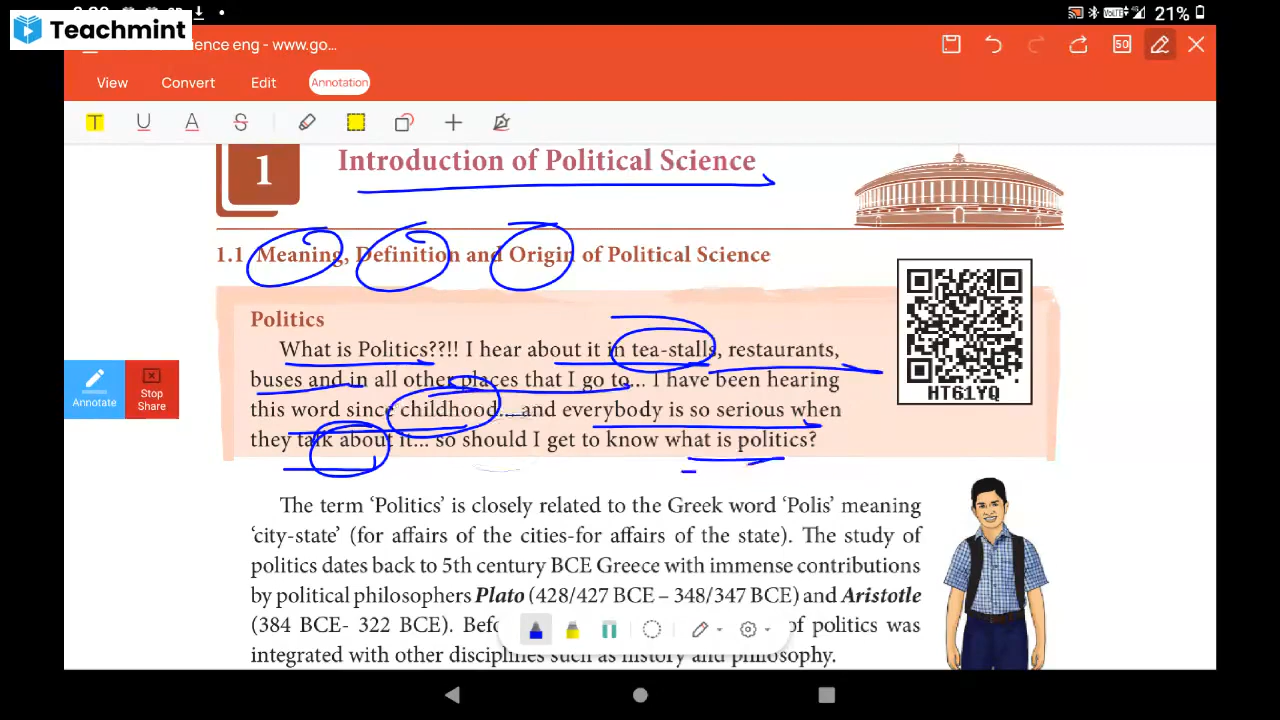 Teachmint
21%
ience eng - www.go...
50
View Convert Edit Annotation
1 Introduction of Political Science
1.1 Meaning, Definition and Origin of Political Science
Politics
What is Politics??!! I hear about it in tea-stalls, restaurants,
buses and in all other places that I go to... I have been hearing
this word since childhood....and everybody is so serious when
they talk about it... so should I get to know what is politics?
HT61YQ
Annotate
Stop
Share
The term ‘Politics’ is closely related to the Greek word ‘Polis’ meaning
‘city-state’ (for affairs of the cities-for affairs of the state). The study of
politics dates back to 5th century BCE Greece with immense contributions
by political philosophers Plato (428/427 BCE – 348/347 BCE) and Aristotle
(384 BCE- 322 BCE). of politics was
integrated with other disciplines such as history and philosophy.